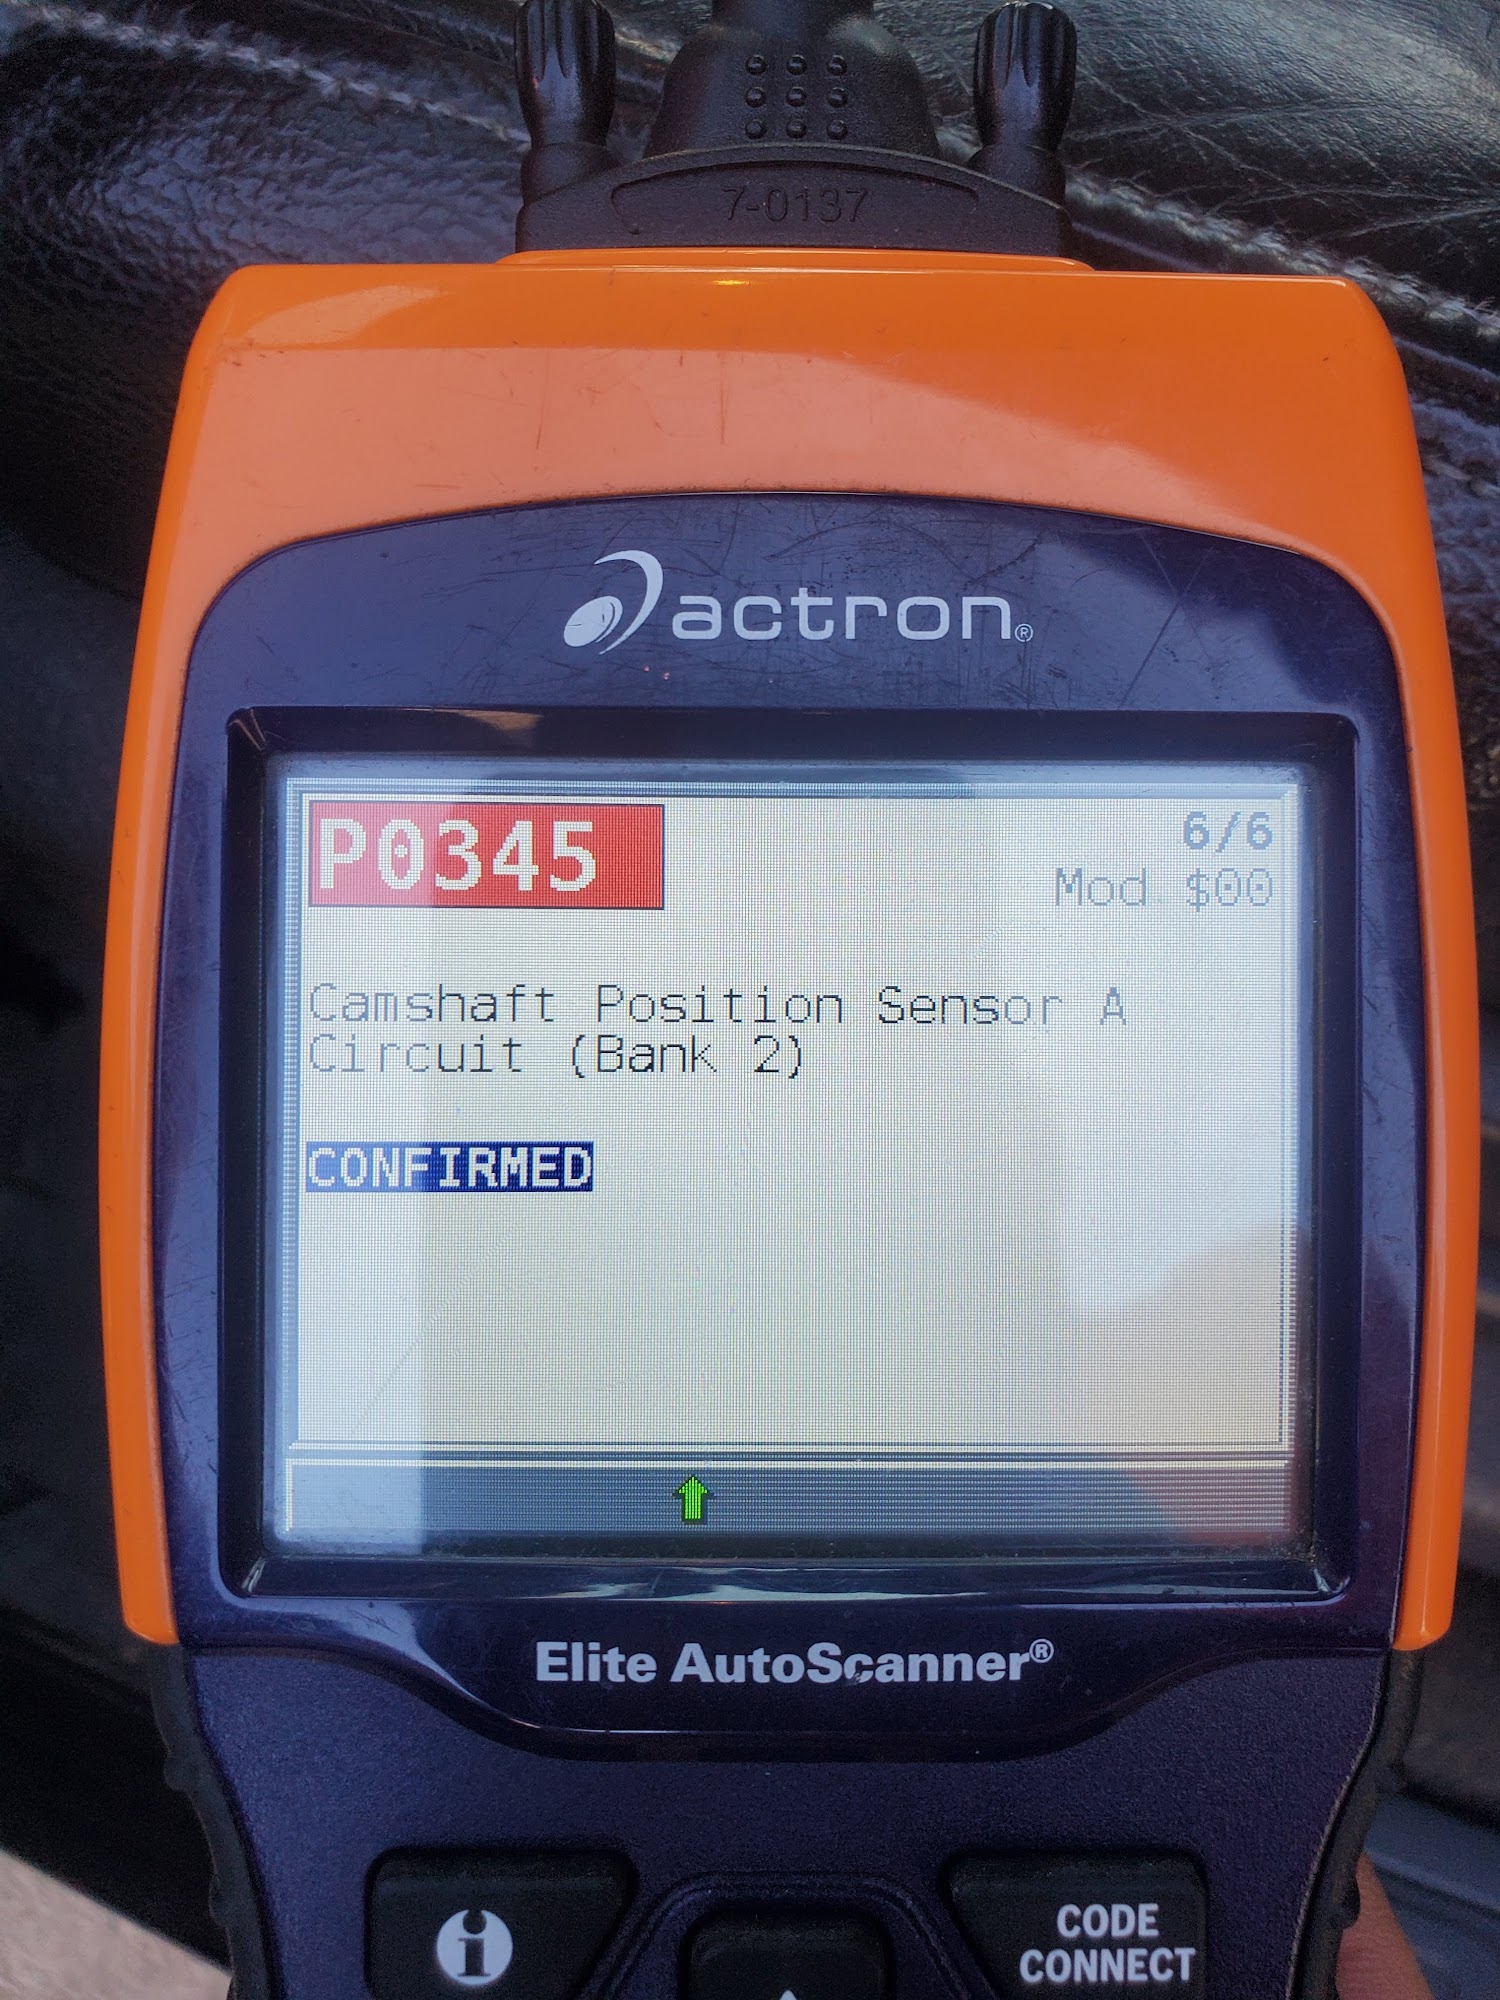 7-0137
actron®
P0345
6/6
Mod $00
Camshaft Position Sensor A
Circuit (Bank 2)
CONFIRMED
Elite AutoScanner®
i
CODE
CONNECT